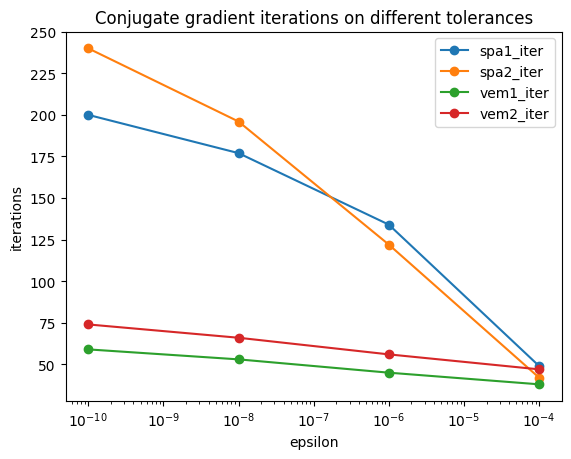 Conjugate gradient iterations on different tolerances
spa1_iter
spa2_iter
vem1_iter
vem2_iter
iterations
250
225
200
175
150
125
100
75
50
10⁻¹⁰ 10⁻⁹ 10⁻⁸ 10⁻⁷ 10⁻⁶ 10⁻⁵ 10⁻⁴
epsilon